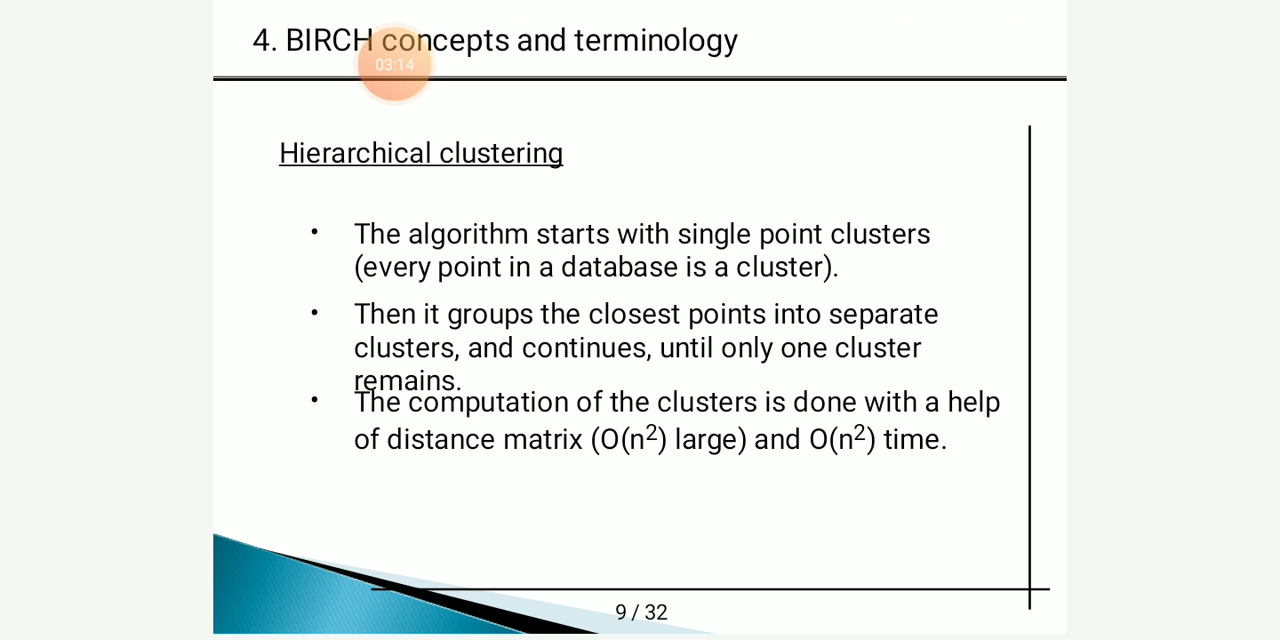 4. BIRCH concepts and terminology
03:14
Hierarchical clustering
• The algorithm starts with single point clusters
(every point in a database is a cluster).
• Then it groups the closest points into separate
clusters, and continues, until only one cluster
remains.
• The computation of the clusters is done with a help
of distance matrix (O(n²) large) and O(n²) time.
9 / 32